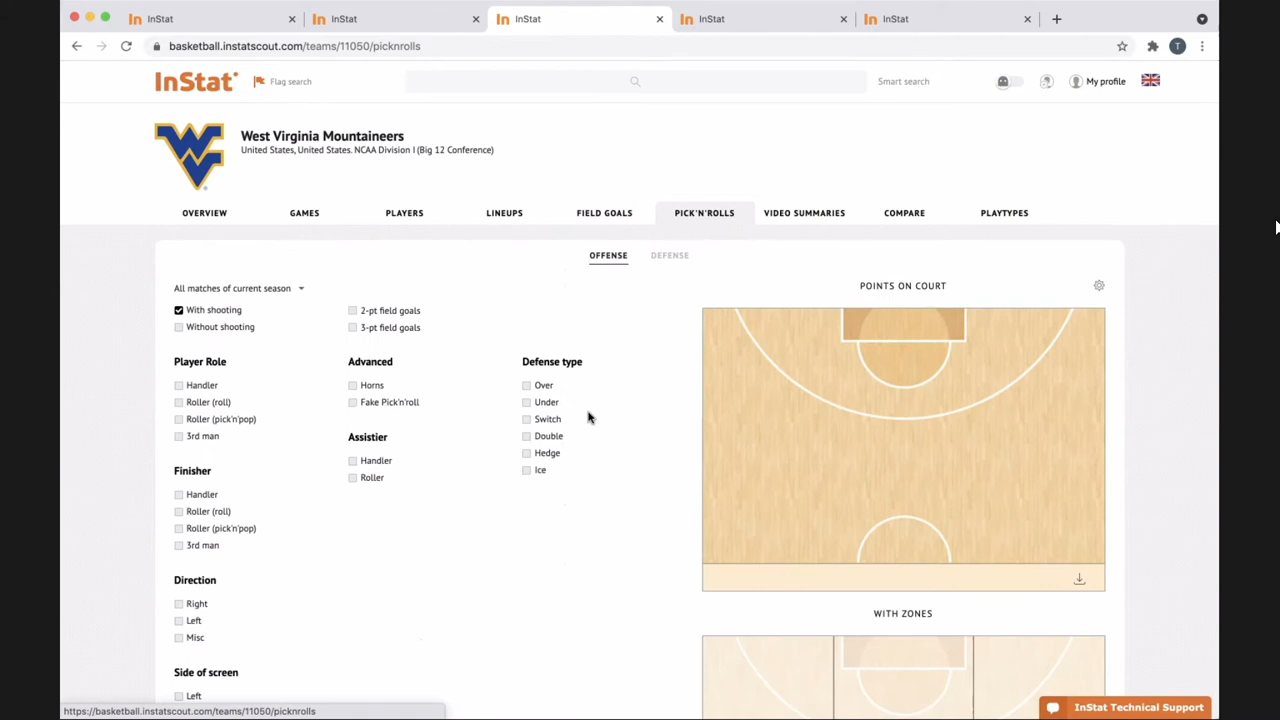 InStat
InStat
InStat
InStat
InStat
basketball.instatscout.com/teams/11050/picknrolls
T
InStat
Flag search
Smart search
My profile
West Virginia Mountaineers
United States, United States. NCAA Division I (Big 12 Conference)
OVERVIEW
GAMES
PLAYERS
LINEUPS
FIELD GOALS
PICK'N'ROLLS
VIDEO SUMMARIES
COMPARE
PLAYTYPES
OFFENSE
DEFENSE
All matches of current season
With shooting
Without shooting
2-pt field goals
3-pt field goals
Player Role
Handler
Roller (roll)
Roller (pick'n'pop)
3rd man
Finisher
Handler
Roller (roll)
Roller (pick'n'pop)
3rd man
Direction
Right
Left
Misc
Side of screen
Left
Advanced
Horns
Fake Pick'n'roll
Assistier
Handler
Roller
Defense type
Over
Under
Switch
Double
Hedge
Ice
POINTS ON COURT
WITH ZONES
https://basketball.instatscout.com/teams/11050/picknrolls
InStat Technical Support